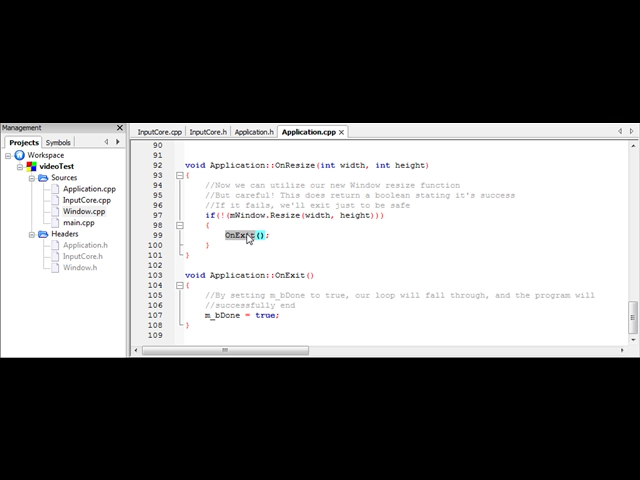 Management
InputCore.cpp InputCore.h Application.h Application.cpp
Projects Symbols
Workspace
videoTest
Sources
Application.cpp
InputCore.cpp
Window.cpp
main.cpp
Headers
Application.h
InputCore.h
Window.h
90
91
92 void Application::OnResize(int width, int height)
93 {
94 //Now we can utilize our new Window resize function
95 //But careful! This does return a boolean stating it's success
96 //If it fails, we'll exit just to be safe
97 if(!(mWindow.Resize(width, height)))
98 {
99 OnExit();
100 }
101 }
102
103 void Application::OnExit()
104 {
105 //By setting m_bDone to true, our loop will fall through, and the program will
106 //successfully end
107 m_bDone = true;
108 }
109